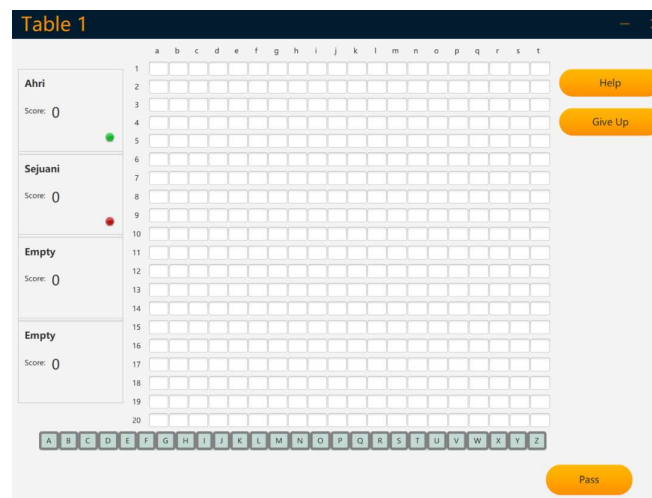 Table 1
a b c d e f g h i j k l m n o p q r s t
1
2
3
4
5
6
7
8
9
10
11
12
13
14
15
16
17
18
19
20
Ahri
Score: 0
Sejuani
Score: 0
Empty
Score: 0
Empty
Score: 0
Help
Give Up
A B C D E F G H I J K L M N O P Q R S T U V W X Y Z
Pass